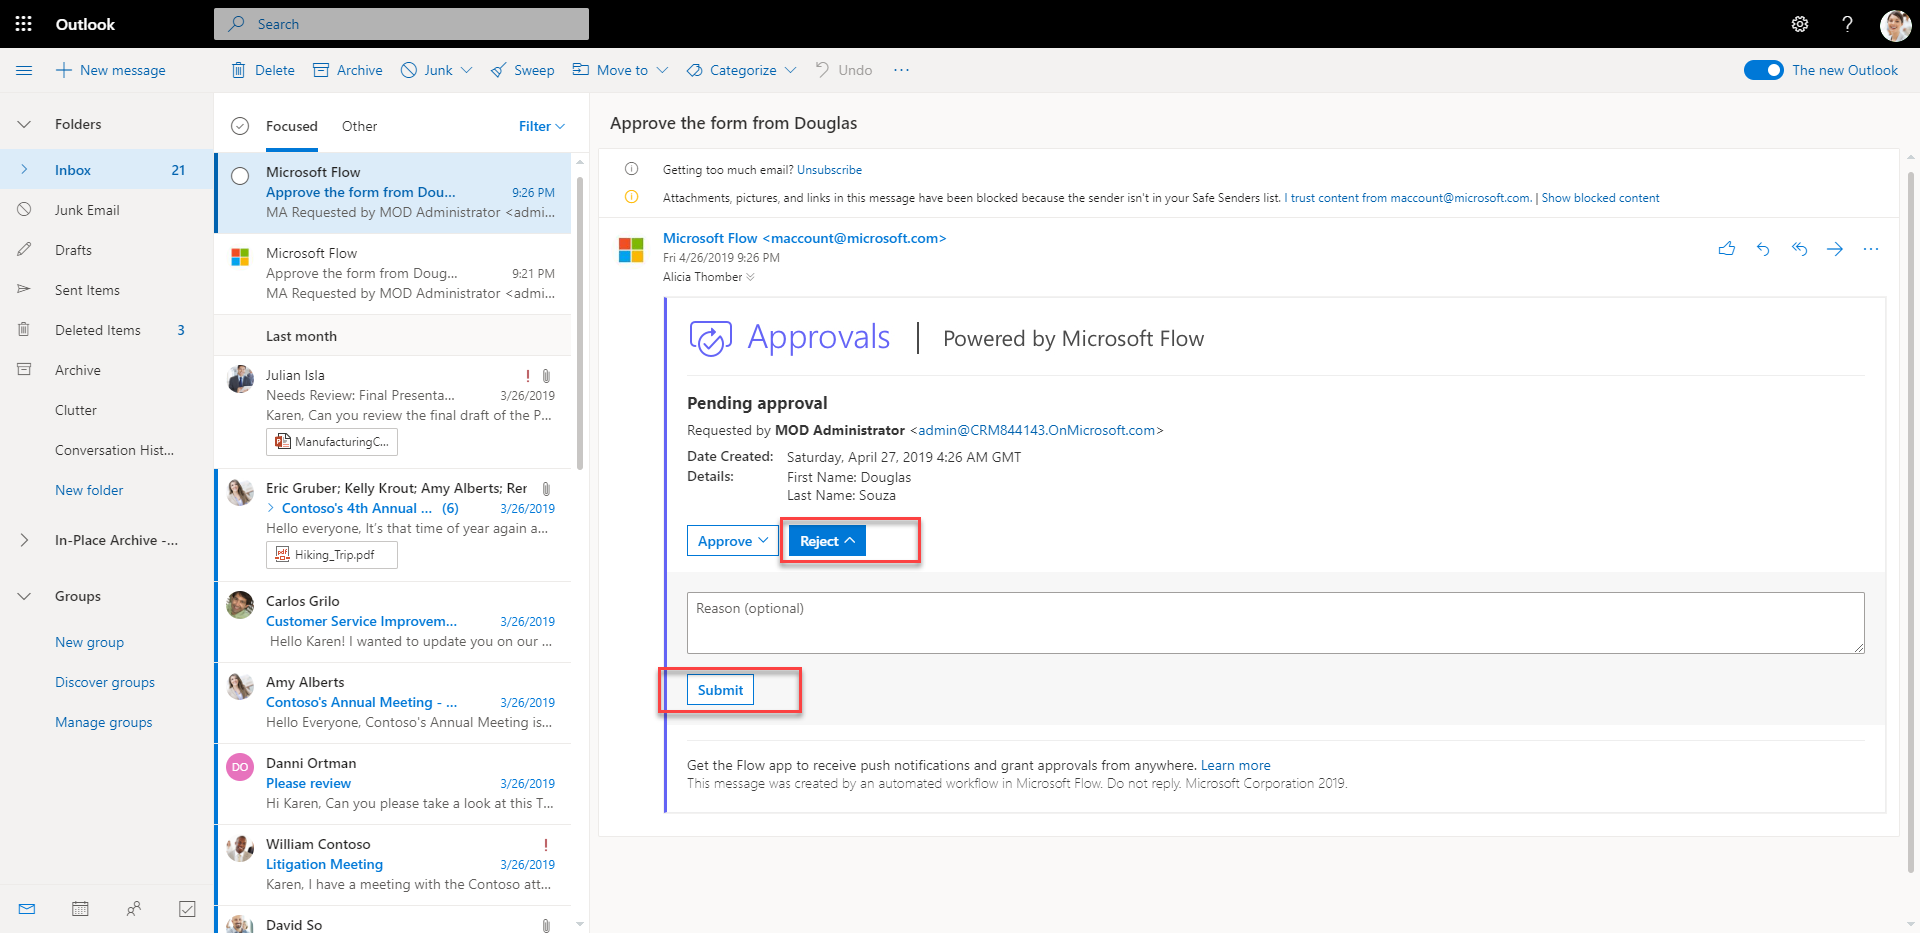 Outlook
Search
New message
Delete
Archive
Junk
Sweep
Move to
Categorize
Undo
The new Outlook
Folders
Inbox 21
Junk Email
Drafts
Sent Items
Deleted Items 3
Archive
Clutter
Conversation Hist...
New folder
In-Place Archive -...
Groups
New group
Discover groups
Manage groups
Focused
Other
Filter
Microsoft Flow
Approve the form from Dou... 9:26 PM
MA Requested by MOD Administrator <admi...
Microsoft Flow
Approve the form from Doug... 9:21 PM
MA Requested by MOD Administrator <admi...
Last month
Julian Isla
Needs Review: Final Presenta... 3/26/2019
Karen, Can you review the final draft of the P...
ManufacturingC...
Eric Gruber; Kelly Krout; Amy Alberts; Rer
Contoso's 4th Annual ... (6) 3/26/2019
Hello everyone, It's that time of year again a...
Hiking_Trip.pdf
Carlos Grilo
Customer Service Improvem... 3/26/2019
Hello Karen! I wanted to update you on our ...
Amy Alberts
Contoso's Annual Meeting - ... 3/26/2019
Hello Everyone, Contoso's Annual Meeting is...
DO
Danni Ortman
Please review 3/26/2019
Hi Karen, Can you please take a look at this T...
William Contoso
Litigation Meeting 3/26/2019
Karen, I have a meeting with the Contoso att...
David So
Approve the form from Douglas
Getting too much email? Unsubscribe
Attachments, pictures, and links in this message have been blocked because the sender isn't in your Safe Senders list. I trust content from maccount@microsoft.com. | Show blocked content
Microsoft Flow <maccount@microsoft.com>
Fri 4/26/2019 9:26 PM
Alicia Thomber
Approvals | Powered by Microsoft Flow
Pending approval
Requested by MOD Administrator <admin@CRM844143.OnMicrosoft.com>
Date Created: Saturday, April 27, 2019 4:26 AM GMT
Details: First Name: Douglas
Last Name: Souza
Approve
Reject
Reason (optional)
Submit
Get the Flow app to receive push notifications and grant approvals from anywhere. Learn more
This message was created by an automated workflow in Microsoft Flow. Do not reply. Microsoft Corporation 2019.